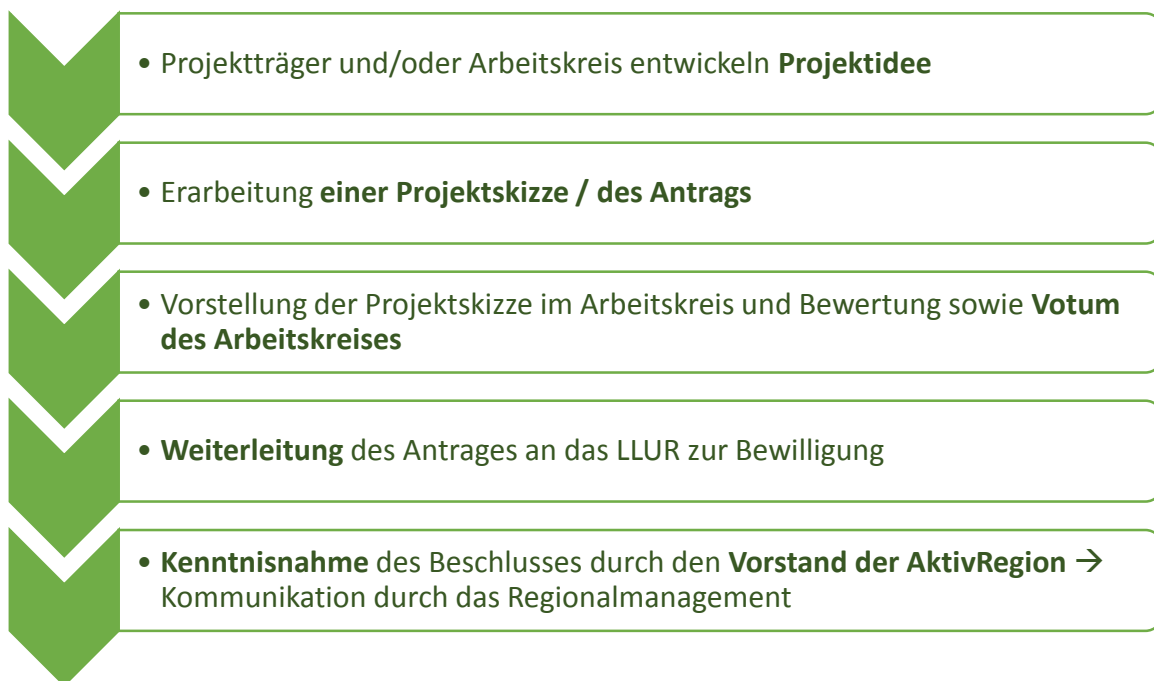 • Projektträger und/oder Arbeitskreis entwickeln Projektidee
• Erarbeitung einer Projektskizze / des Antrags
• Vorstellung der Projektskizze im Arbeitskreis und Bewertung sowie Votum
des Arbeitskreises
• Weiterleitung des Antrages an das LLUR zur Bewilligung
• Kenntnisnahme des Beschlusses durch den Vorstand der AktivRegion →
Kommunikation durch das Regionalmanagement